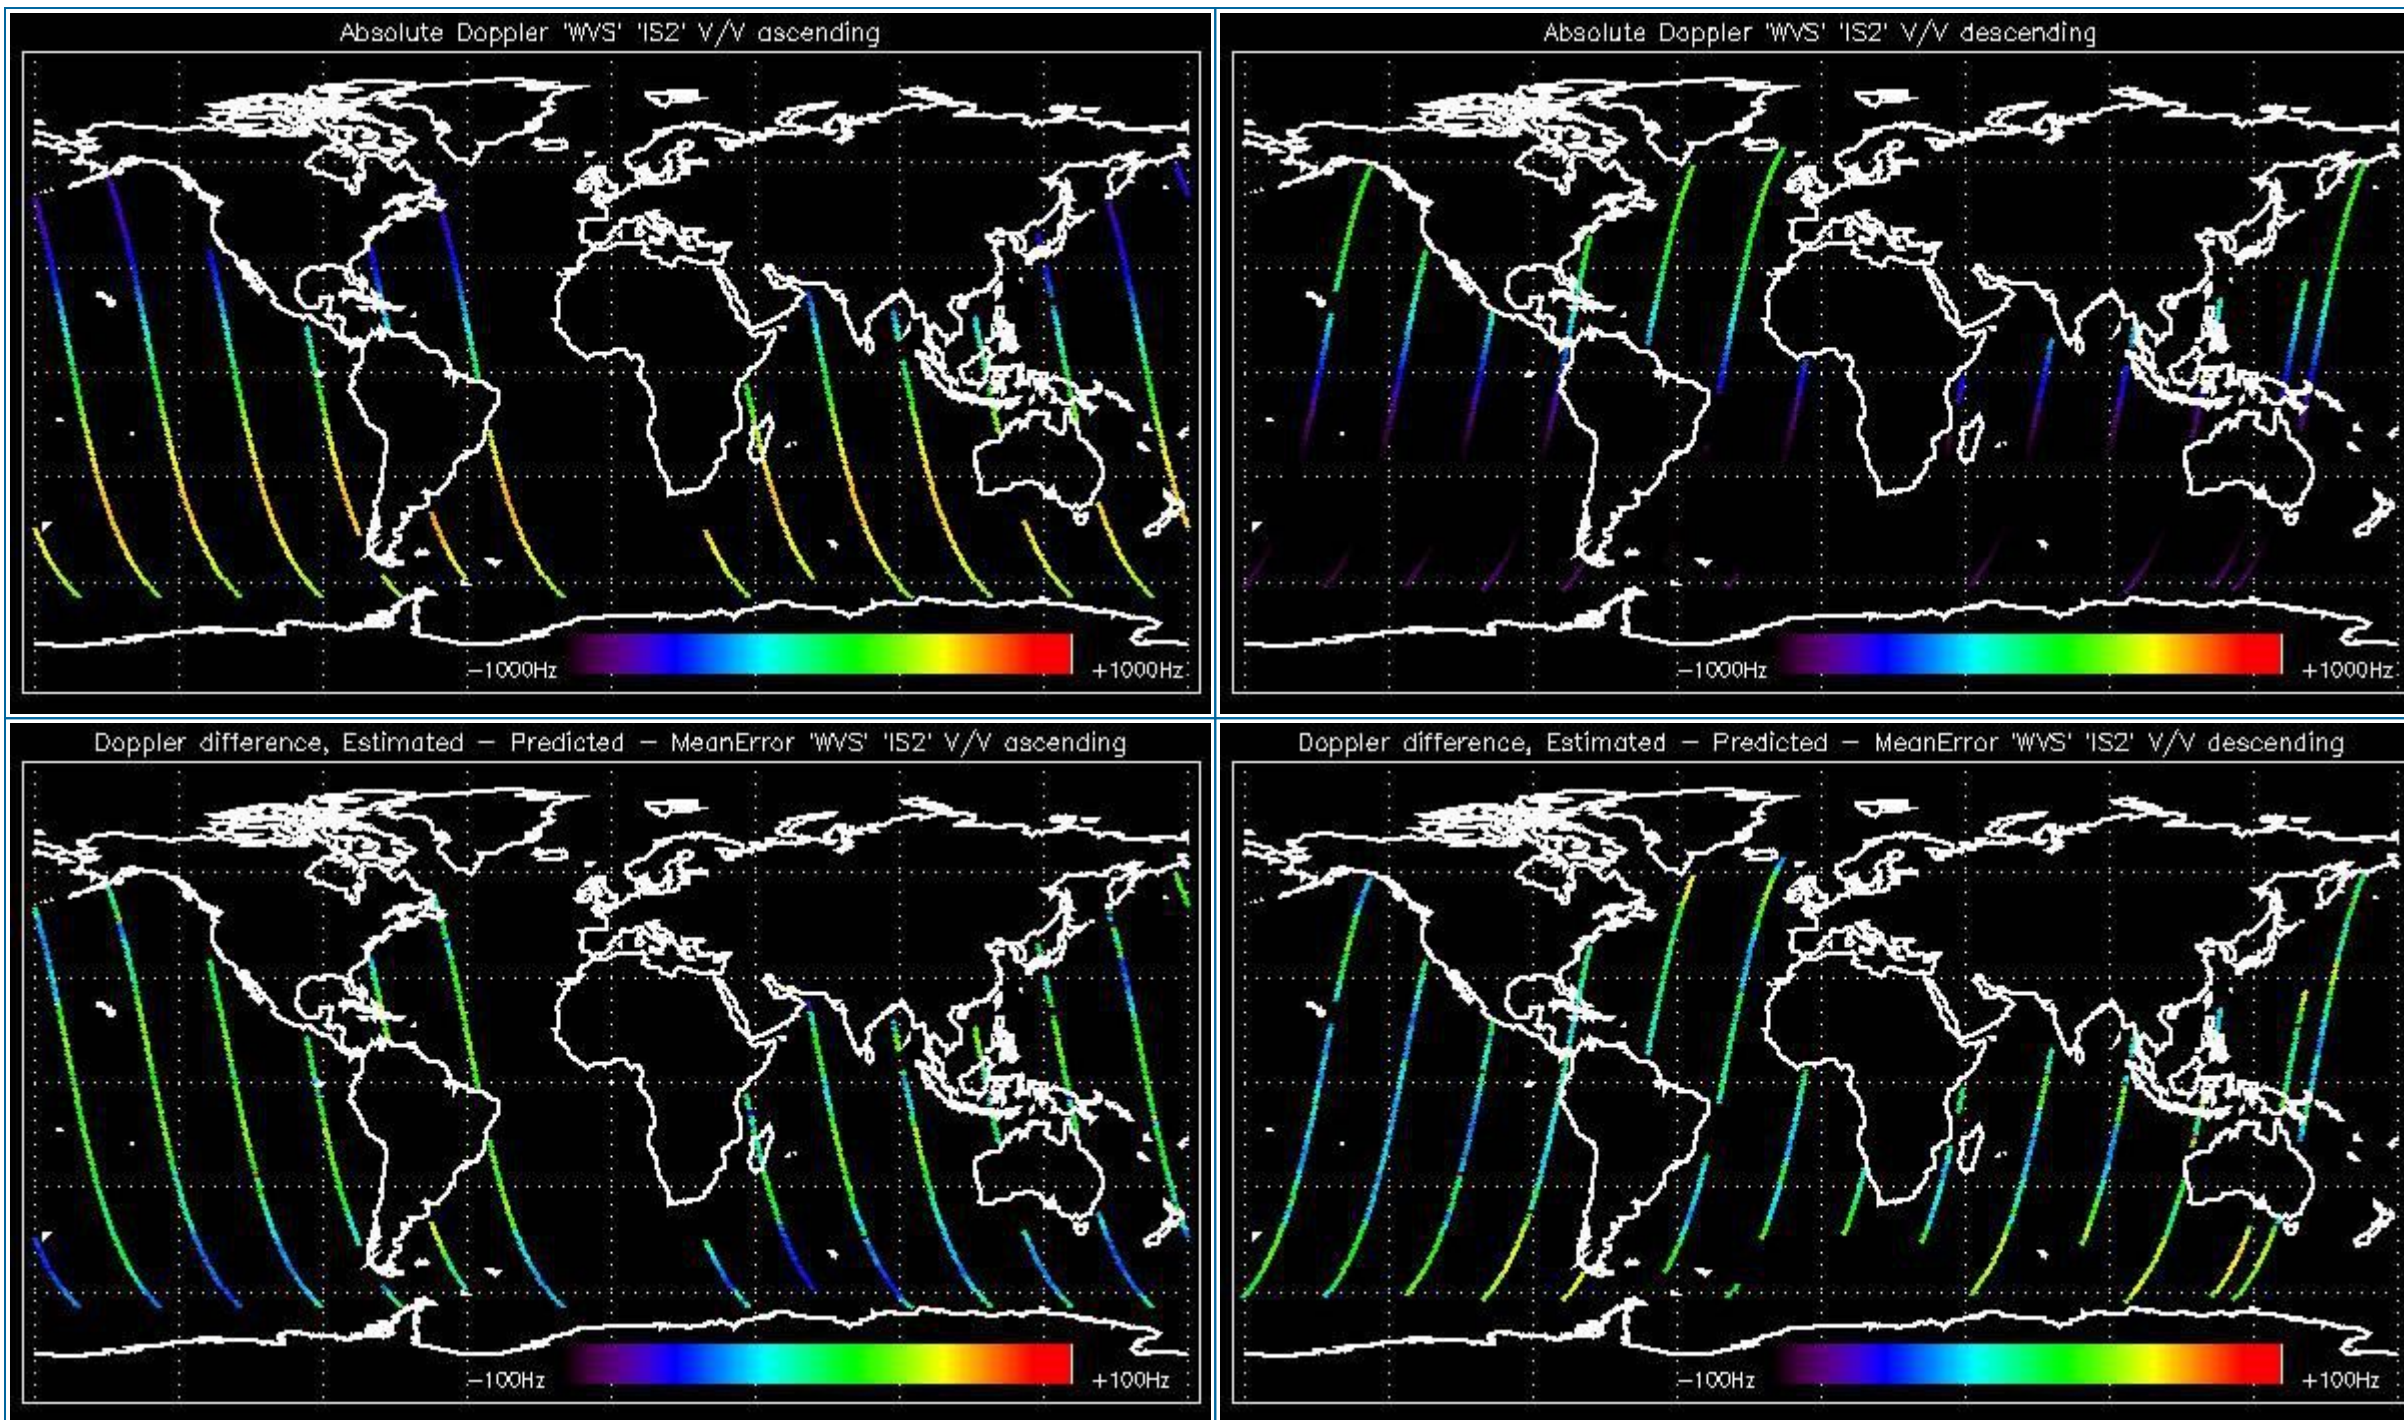 Absolute Doppler 'WVS' 'IS2' V/V ascending
-1000Hz
+1000Hz
Absolute Doppler 'WVS' 'IS2' V/V descending
-1000Hz
+1000Hz
Doppler difference, Estimated - Predicted - MeanError 'WVS' 'IS2' V/V ascending
-100Hz
+100Hz
Doppler difference, Estimated - Predicted - MeanError 'WVS' 'IS2' V/V descending
-100Hz
+100Hz